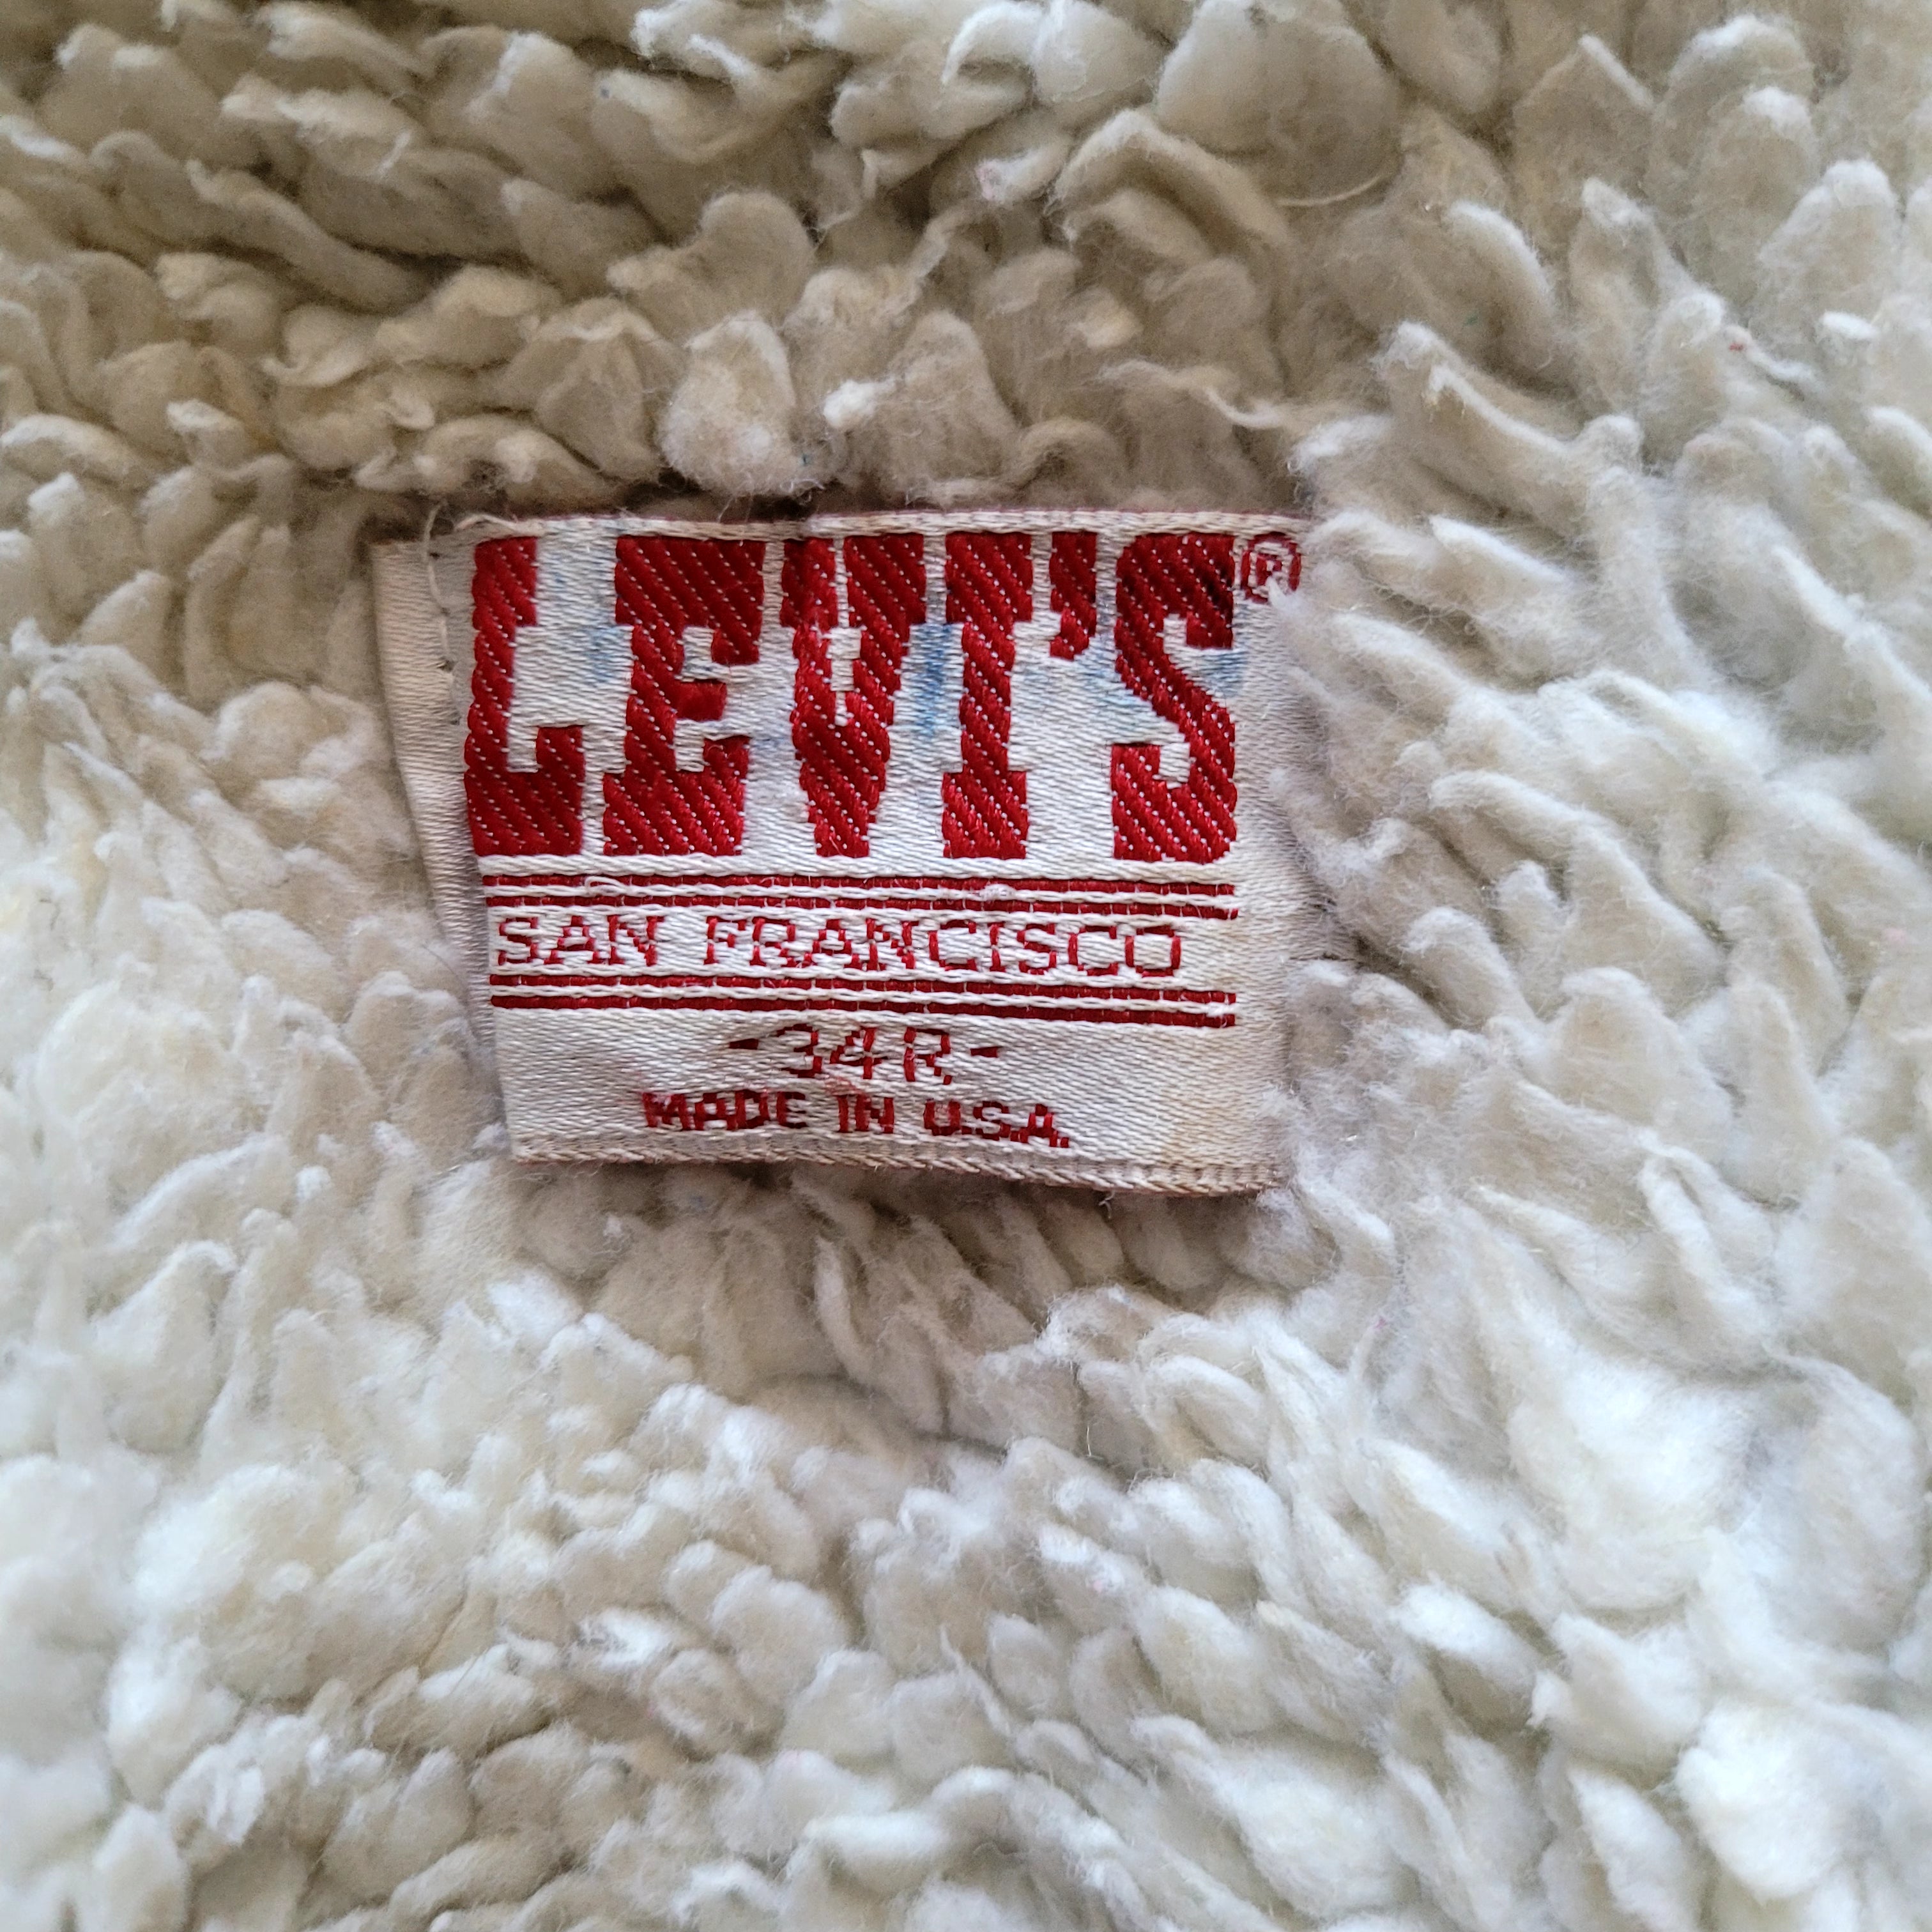 LEVI'S®
SAN FRANCISCO
-34R-
MADE IN U.S.A.